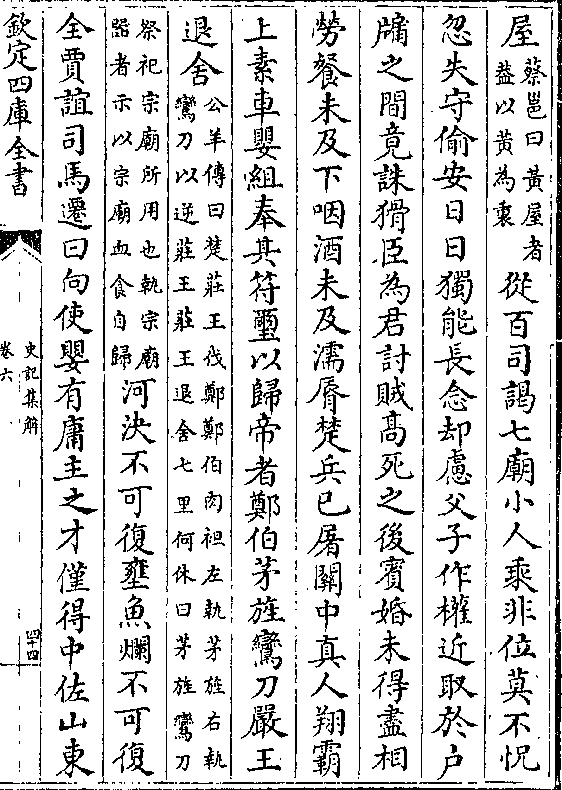 屋蔡邕曰黃屋者葢以黃為裏從百司謁七廟小人乘非位莫不怳
忽失守偷安日日獨能長念却慮父子作權近取於户
牖之間竟誅猾臣為君討賊髙死之後賓婚未得盡相
勞餐未及下咽酒未及濡脣楚兵已屠關中真人翔霸
上素車嬰組奉其符璽以歸帝者鄭伯茅旌鸞刀嚴王
退舍公羊傳曰楚莊王伐鄭鄭伯肉袒左執茅旌右執鸞刀以逆莊王莊王退舍七里何休曰茅旌鸞刀
祭祀宗廟所用也執宗廟器者示以宗廟血食自歸河決不可復壅魚爛不可復
全賈誼司馬遷曰向使嬰有庸主之才僅得中佐山東
欽定四庫全書
史記集解
卷六
四十四